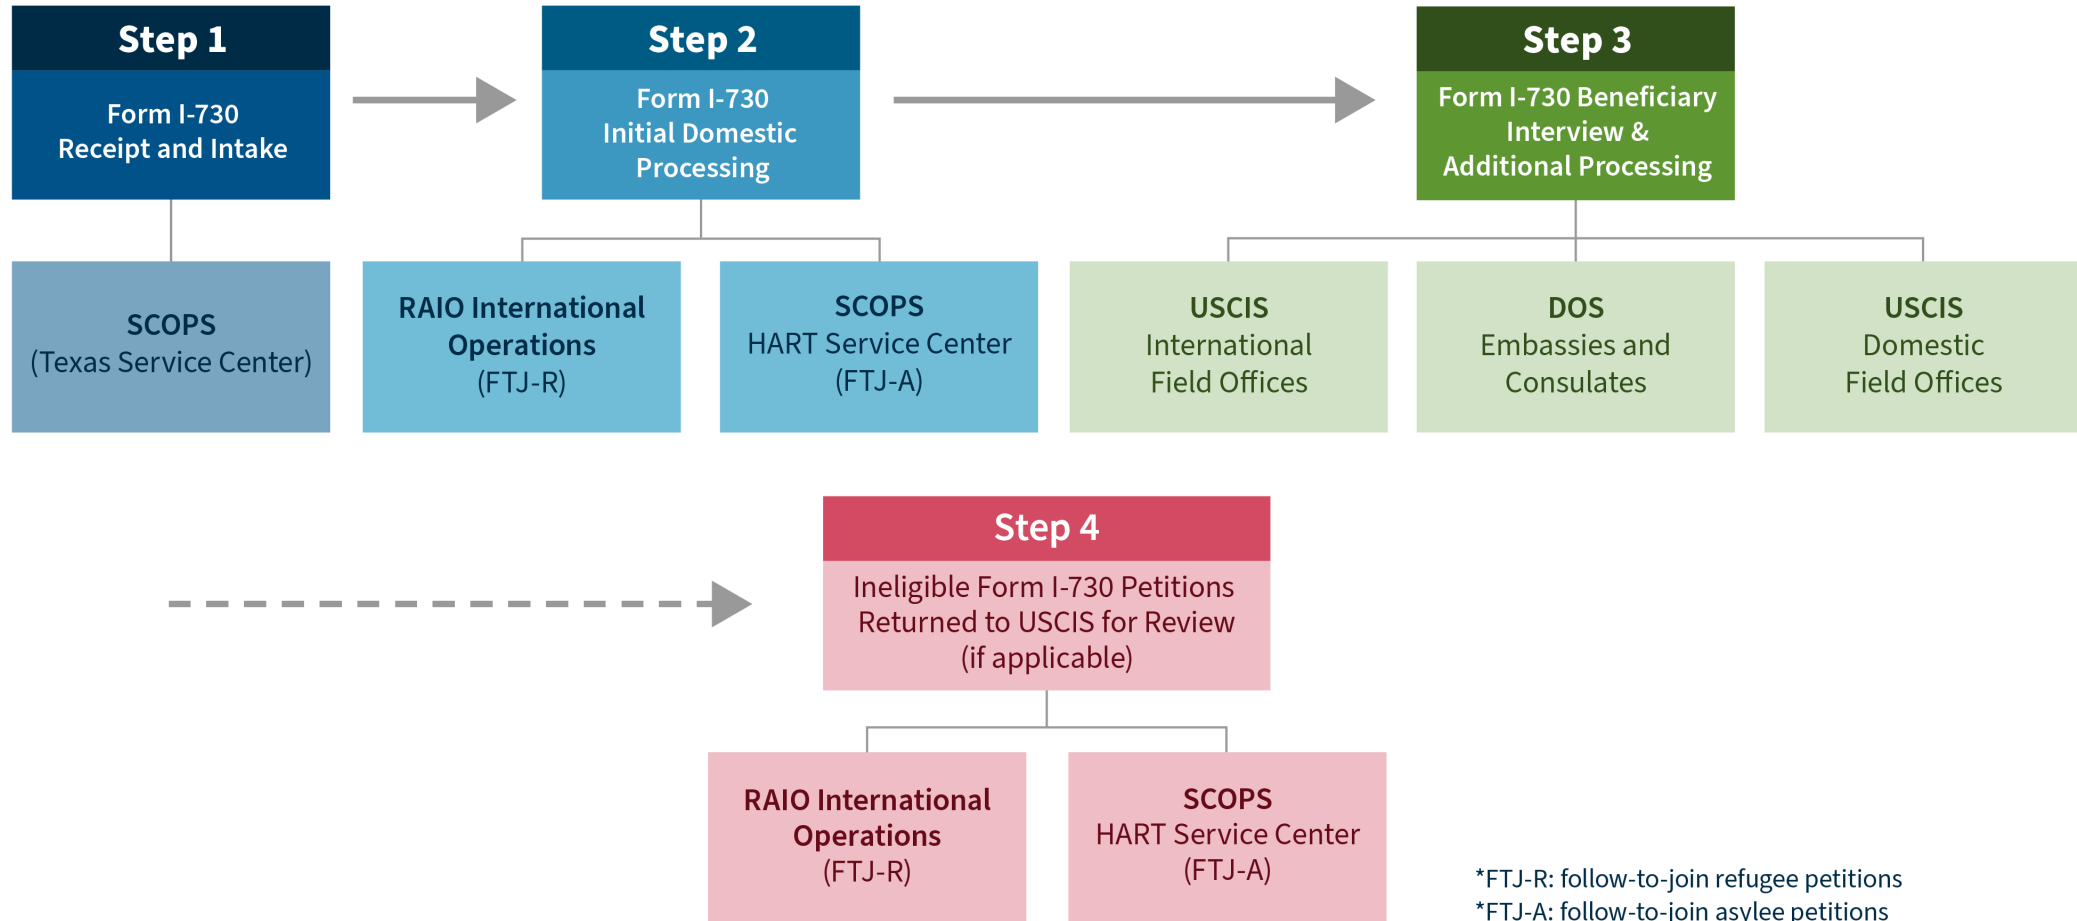 Step 1
Form I-730
Receipt and Intake
SCOPS
(Texas Service Center)
Step 2
Form I-730
Initial Domestic
Processing
RAIO International
Operations
(FTJ-R)
SCOPS
HART Service Center
(FTJ-A)
Step 3
Form I-730 Beneficiary
Interview &
Additional Processing
USCIS
International
Field Offices
DOS
Embassies and
Consulates
USCIS
Domestic
Field Offices
Step 4
Ineligible Form I-730 Petitions
Returned to USCIS for Review
(if applicable)
RAIO International
Operations
(FTJ-R)
SCOPS
HART Service Center
(FTJ-A)
*FTJ-R: follow-to-join refugee petitions
*FTJ-A: follow-to-join asylee petitions